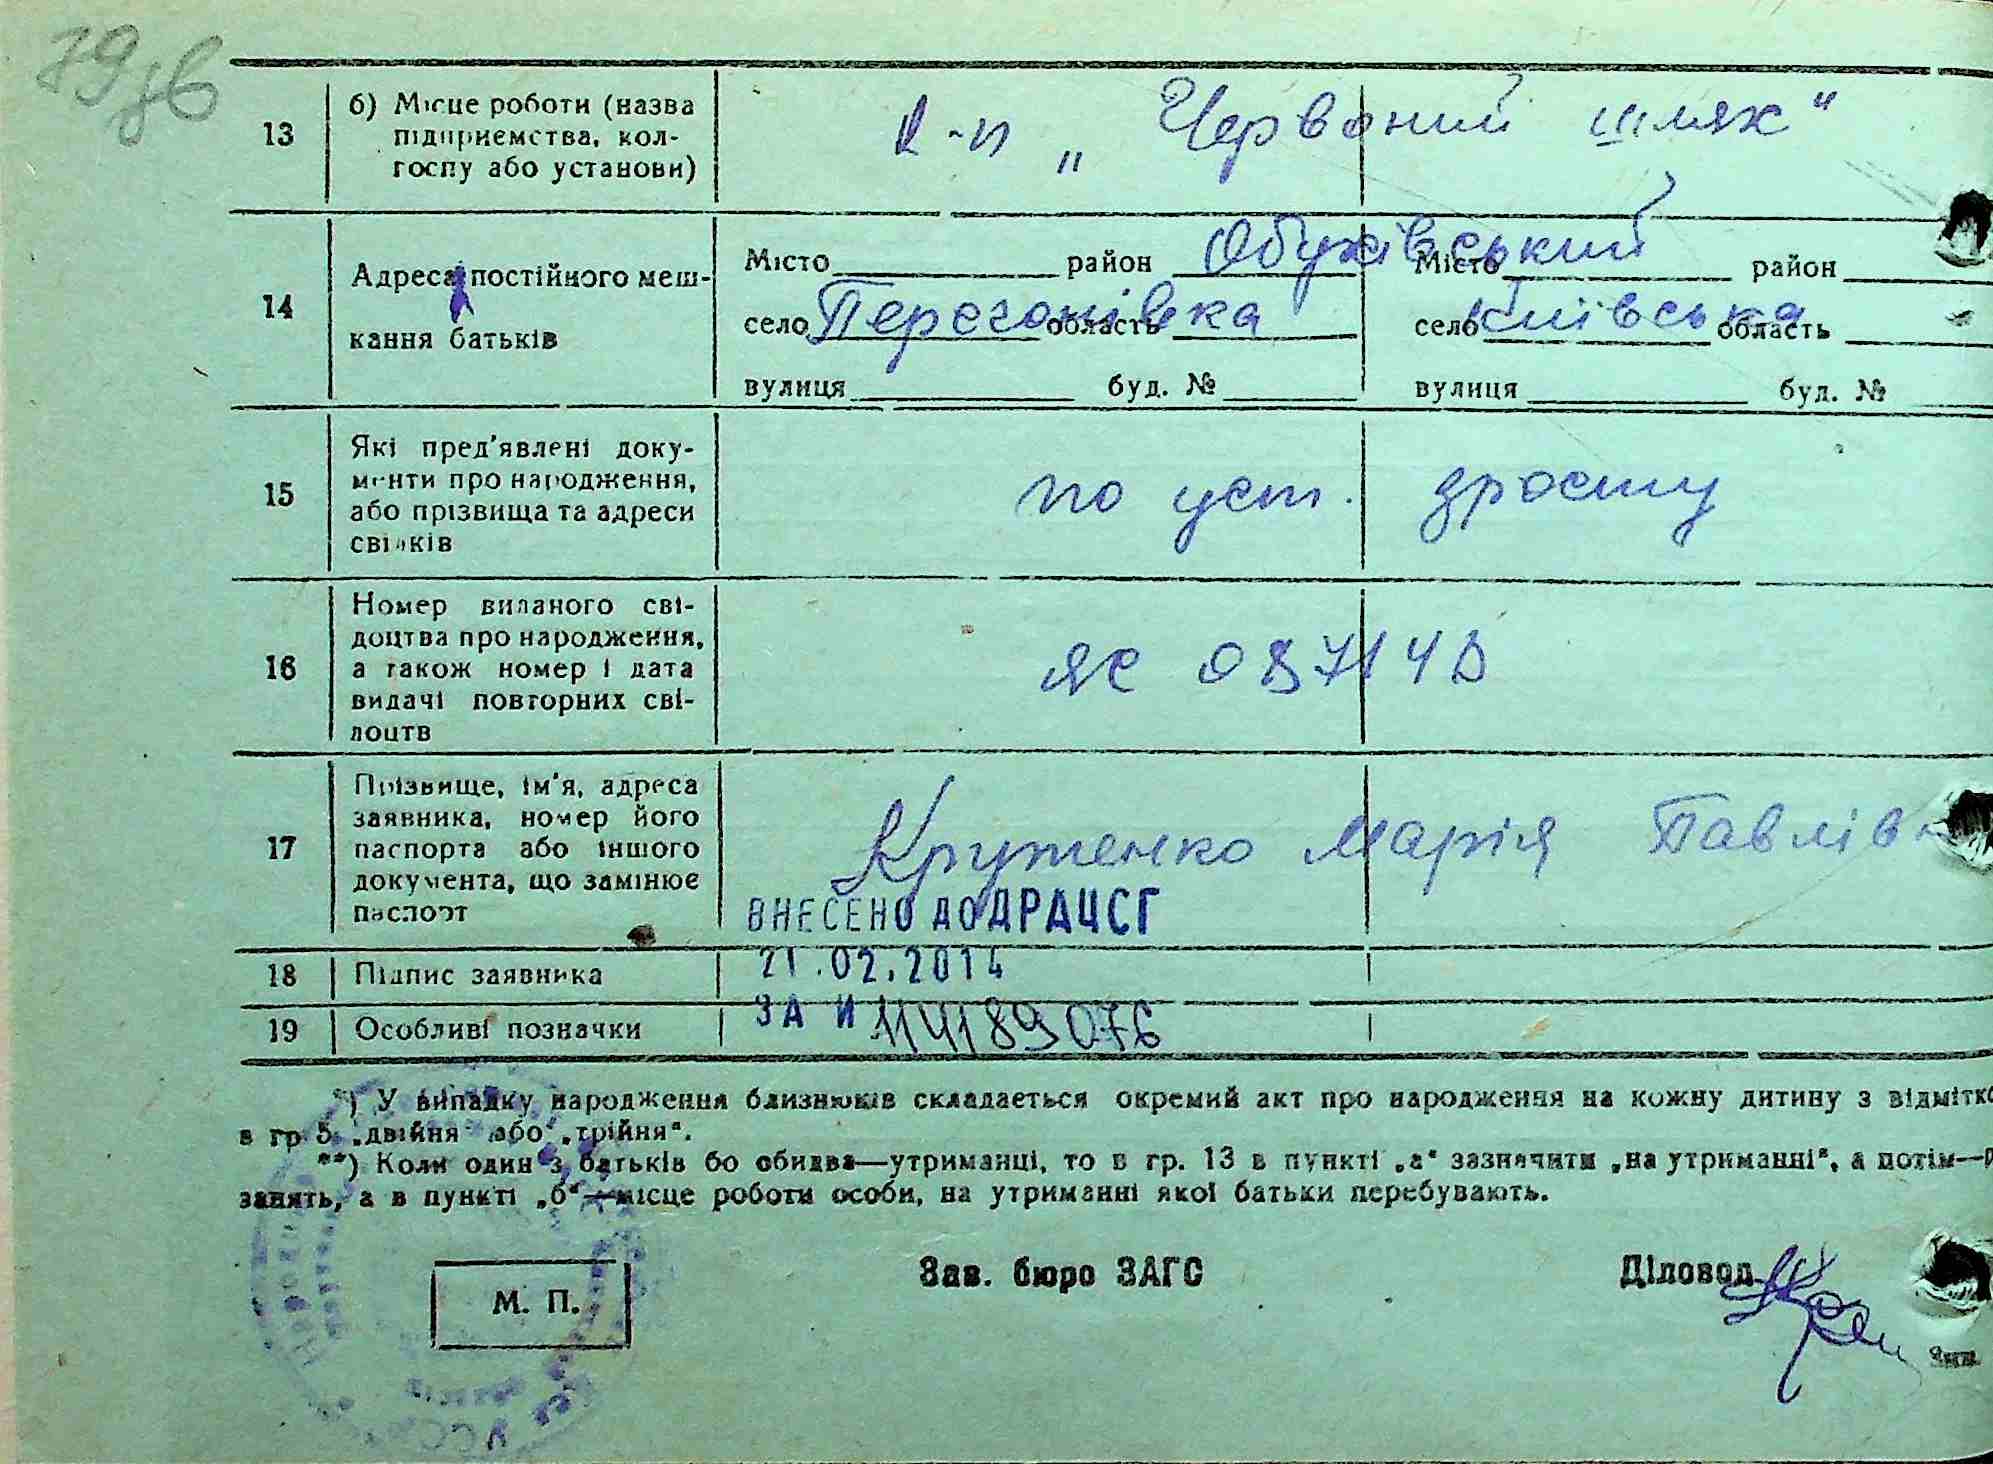 79зв
13
б) Місце роботи (назва
підприємства, кол-
госпу або установи)
к-п „Червоний шлях"
14
Адреса постійного меш-
кання батьків
Місто район Обухівський
село Перегонівка область Київська
вулиця буд. №
Місто район
село область
вулиця буд. №
15
Які пред'явлені доку-
менти про народження,
або прізвища та адреси
свідків
по уст. зросту
16
Номер виданого сві-
доцтва про народження,
а також номер і дата
видачі повторних сві-
доцтв
ЯС
17
Прізвище, ім'я, адреса
заявника, номер його
паспорта або іншого
документа, що замінює
паспорт
Марія Павлівн
ВНЕСЕНО ДО ДРАЦСГ
18
Підпис заявника
21.02.2014
19
Особливі позначки
ЗА И 114189076
*) У випадку народження близнюків складається окремий акт про народження на кожну дитину з відмітко
в гр 5 „двійня" або „трійня".
**) Коли один з батьків бо обидва—утриманці, то в гр. 13 в пункті „а" зазначити „на утриманні", а потім—р
занять, а в пункті „б"—місце роботи особи, на утриманні якої батьки перебувають.
М. П.
Зав. бюро ЗАГС
Діловод
Зам.